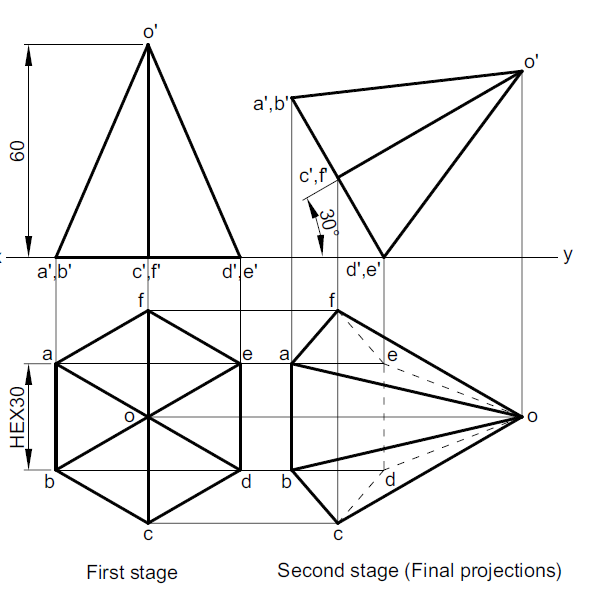 o'
o'
a',b'
60
c',f'
30°
x
y
a',b'
c',f'
d',e'
d',e'
f
f
a
e
a
e
HEX30
o
o
b
d
b
d
c
c
First stage
Second stage (Final projections)